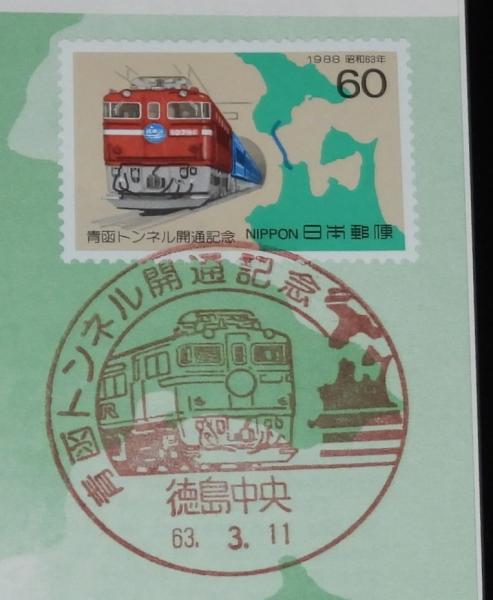 1988 昭和63年
60
青函トンネル開通記念 NIPPON 日本郵便
青函トンネル開通記念
徳島中央
63. 3. 11